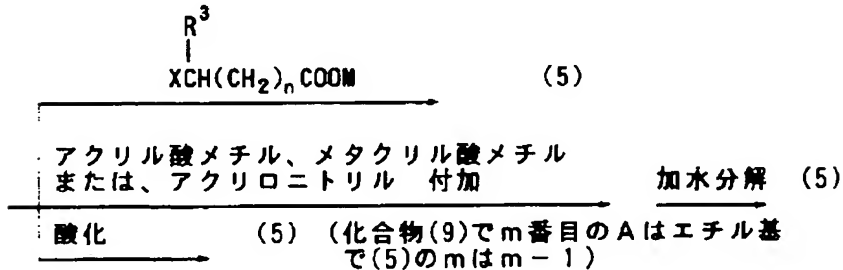 R³
XCH(CH₂)ₙCOOM (5)
アクリル酸メチル、メタクリル酸メチル
または、アクリロニトリル 付加 加水分解 (5)
酸化 (5) (化合物(9)でm番目のAはエチル基
で(5)のmはm-1)